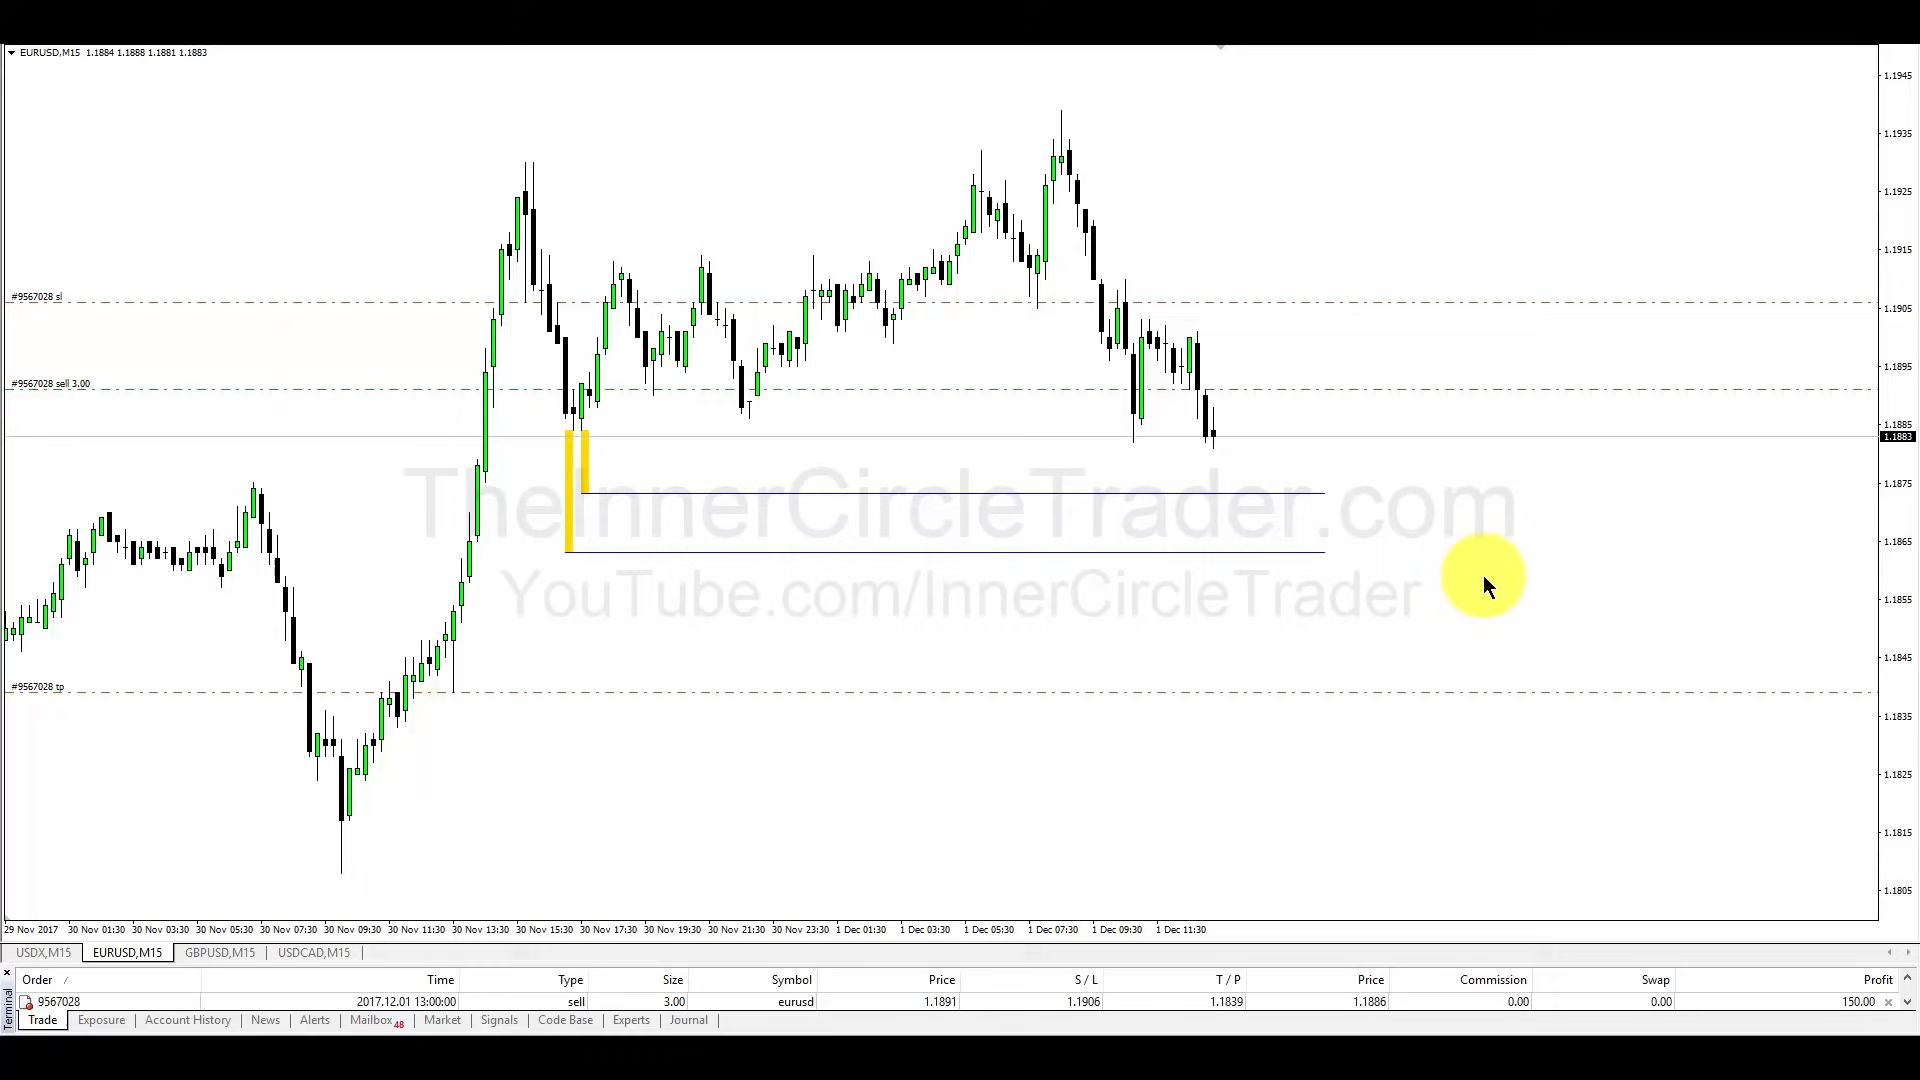 EURUSD,M15 1.1884 1.1888 1.1881 1.1883
1.1945
1.1935
1.1925
1.1915
#9567028 sl
1.1905
1.1895
#9567028 sell 3.00
1.1885
1.1883
TheInnerCircleTrader.com
1.1875
1.1865
YouTube.com/InnerCircleTrader
1.1855
1.1845
#9567028 tp
1.1835
1.1825
1.1815
1.1805
29 Nov 2017 30 Nov 01:30 30 Nov 03:30 30 Nov 05:30 30 Nov 07:30 30 Nov 09:30 30 Nov 11:30 30 Nov 13:30 30 Nov 15:30 30 Nov 17:30 30 Nov 19:30 30 Nov 21:30 30 Nov 23:30 1 Dec 01:30 1 Dec 03:30 1 Dec 05:30 1 Dec 07:30 1 Dec 09:30 1 Dec 11:30
USDX,M15 EURUSD,M15 GBPUSD,M15 USDCAD,M15
Order / Time Type Size Symbol Price S / L T / P Price Commission Swap Profit
9567028 2017.12.01 13:00:00 sell 3.00 eurusd 1.1891 1.1906 1.1839 1.1886 0.00 0.00 150.00
Terminal
Trade Exposure Account History News Alerts Mailbox 48 Market Signals Code Base Experts Journal